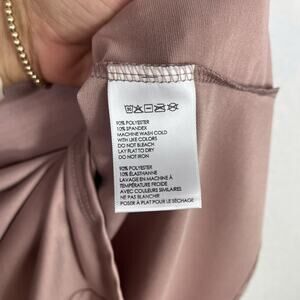 90% POLYESTER
10% SPANDEX
MACHINE WASH COLD
WITH LIKE COLORS
DO NOT BLEACH
LAY FLAT TO DRY
DO NOT IRON
90% POLYESTER
10% ÉLASTHANNE
LAVAGE EN MACHINE À
TEMPÉRATURE FROIDE
AVEC COULEURS SIMILAIRES
NE PAS BLANCHIR
POSER À PLAT POUR LE SÉCHAGE